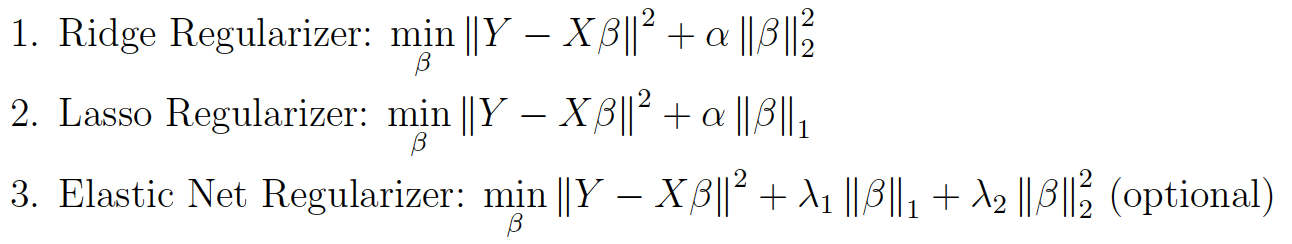 1. Ridge Regularizer: min_β ‖Y − Xβ‖² + α ‖β‖₂²
2. Lasso Regularizer: min_β ‖Y − Xβ‖² + α ‖β‖₁
3. Elastic Net Regularizer: min_β ‖Y − Xβ‖² + λ₁ ‖β‖₁ + λ₂ ‖β‖₂² (optional)